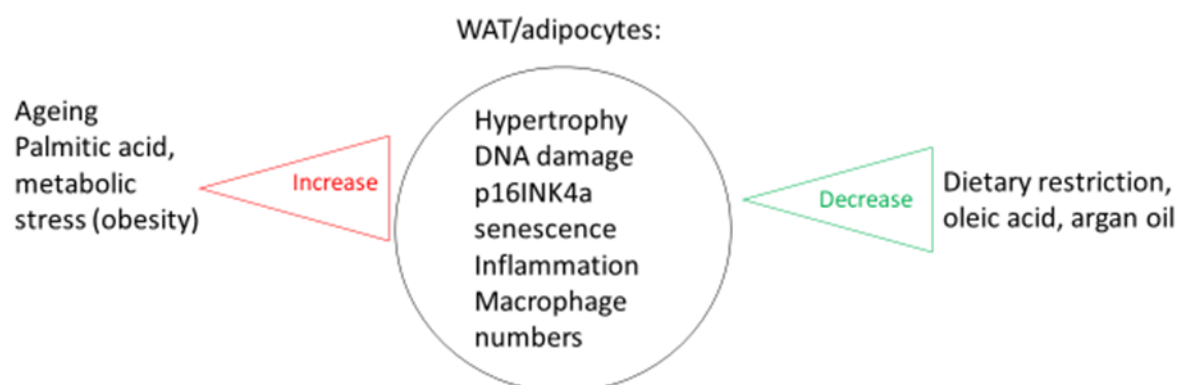 WAT/adipocytes:
Ageing
Palmitic acid,
metabolic
stress (obesity)
Increase
Hypertrophy
DNA damage
p16INK4a
senescence
Inflammation
Macrophage
numbers
Decrease
Dietary restriction,
oleic acid, argan oil